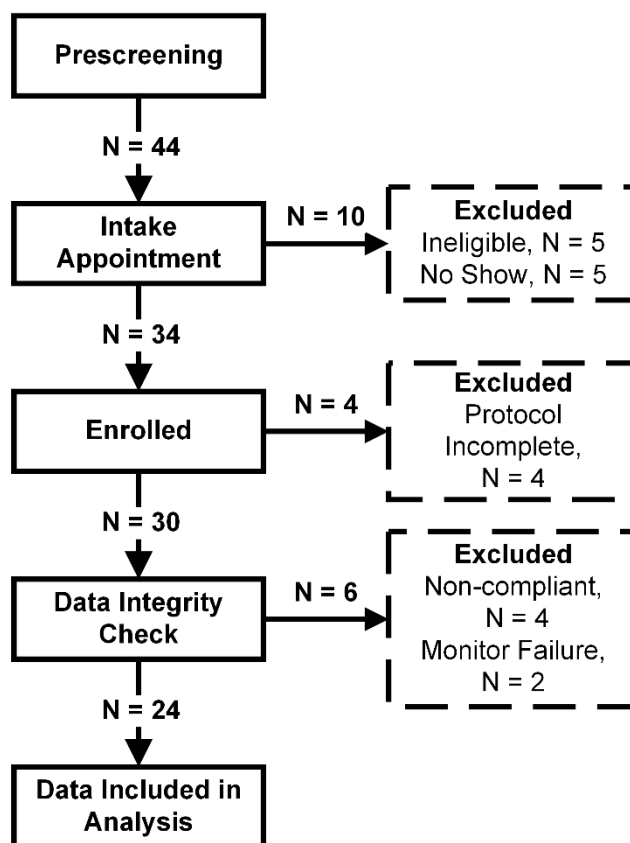 Prescreening
N = 44
Intake
Appointment
N = 10
Excluded
Ineligible, N = 5
No Show, N = 5
N = 34
Enrolled
N = 4
Excluded
Protocol
Incomplete,
N = 4
N = 30
Data Integrity
Check
N = 6
Excluded
Non-compliant,
N = 4
Monitor Failure,
N = 2
N = 24
Data Included in
Analysis